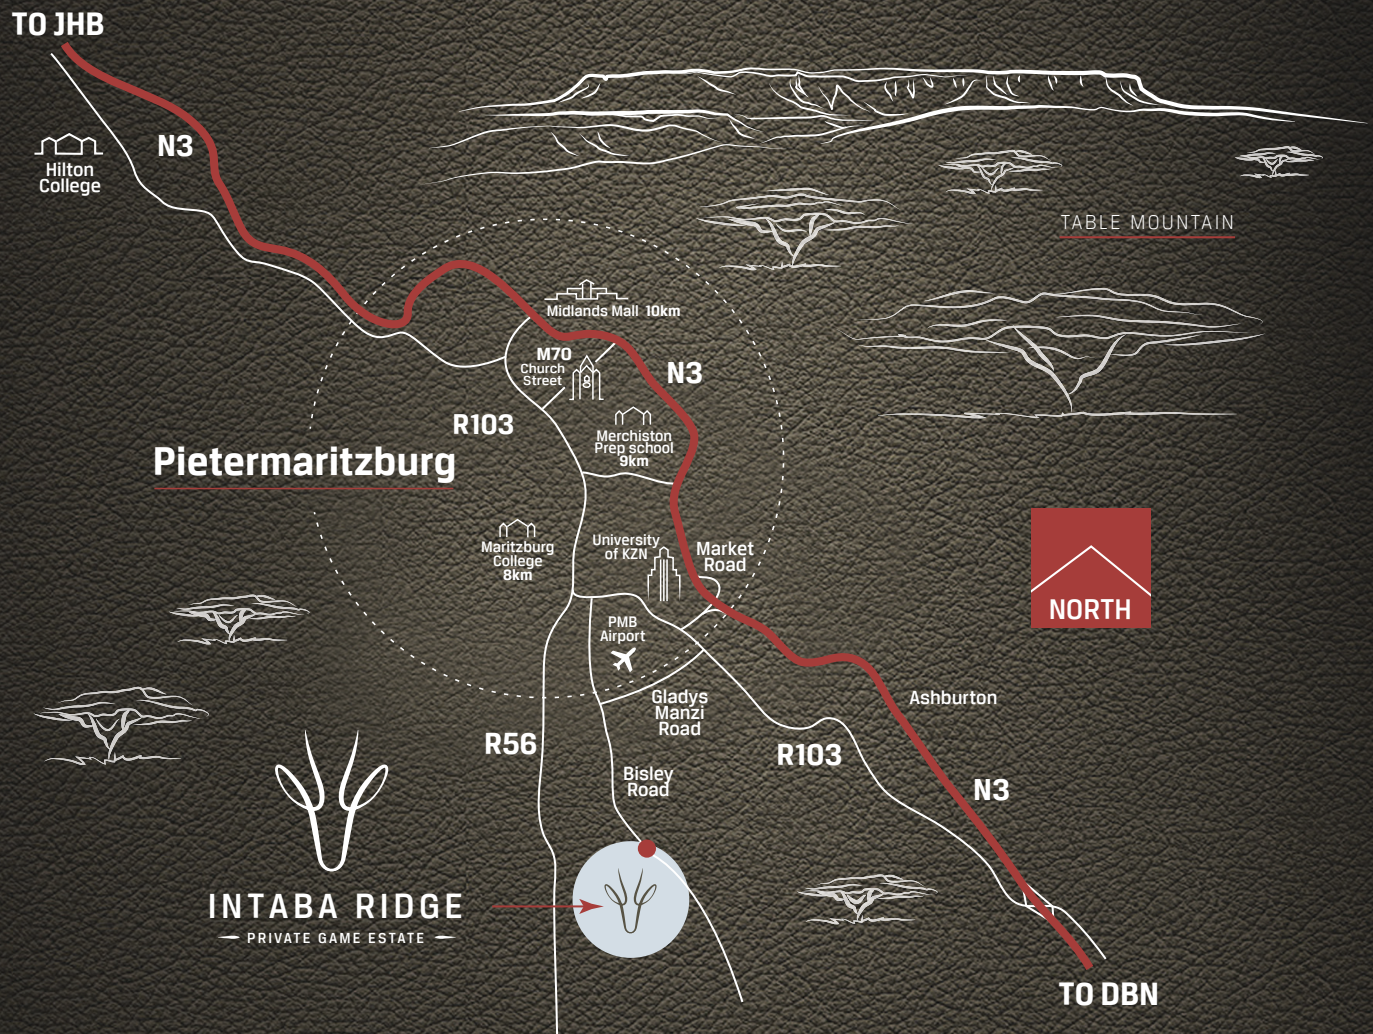 TO JHB
N3
Hilton
College
TABLE MOUNTAIN
Midlands Mall 10km
M70
Church
Street
N3
R103
Merchiston
Prep school
9km
Pietermaritzburg
Maritzburg
College
8km
University
of KZN
Market
Road
NORTH
PMB
Airport
Gladys
Manzi
Road
Ashburton
R56
R103
Bisley
Road
N3
INTABA RIDGE
PRIVATE GAME ESTATE
TO DBN